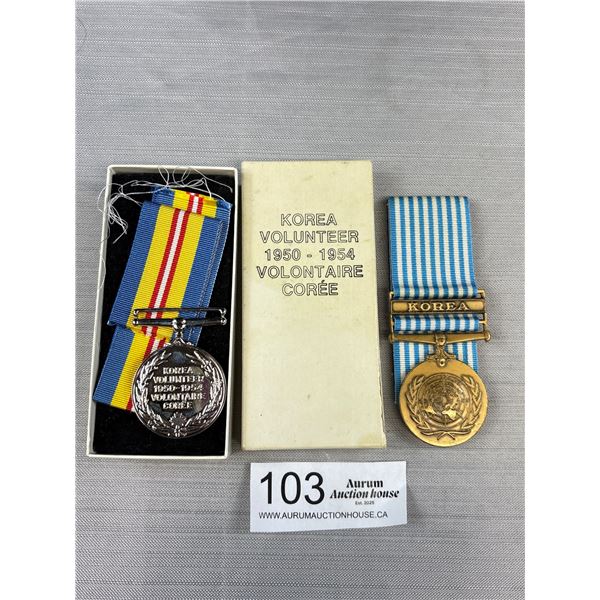 KOREA
VOLUNTEER
1950 - 1954
VOLONTAIRE
CORÉE
KOREA
VOLUNTEER
1950-1954
VOLONTAIRE
CORÉE
KOREA
103
Aurum
Auction house
Est. 2025
WWW.AURUMAUCTIONHOUSE.CA